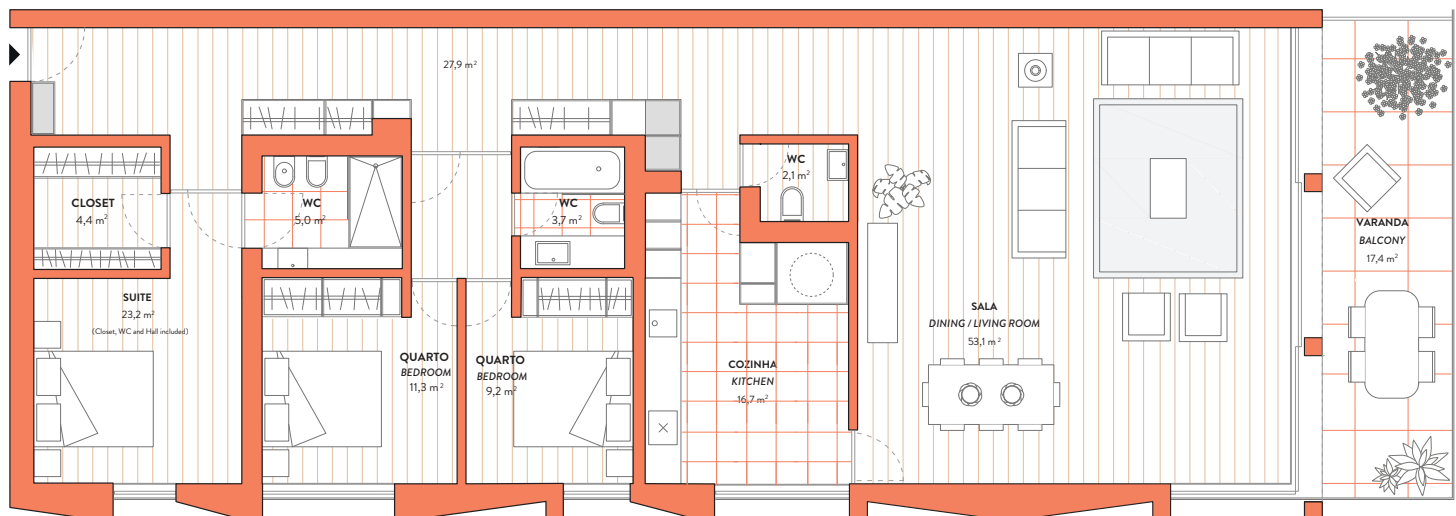 27,9 m²
CLOSET
4,4 m²
WC
5,0 m²
WC
3,7 m²
WC
2,1 m²
SUITE
23,2 m²
(Closet, WC and Hall included)
QUARTO
BEDROOM
11,3 m²
QUARTO
BEDROOM
9,2 m²
COZINHA
KITCHEN
16,7 m²
SALA
DINING / LIVING ROOM
53,1 m²
VARANDA
BALCONY
17,4 m²